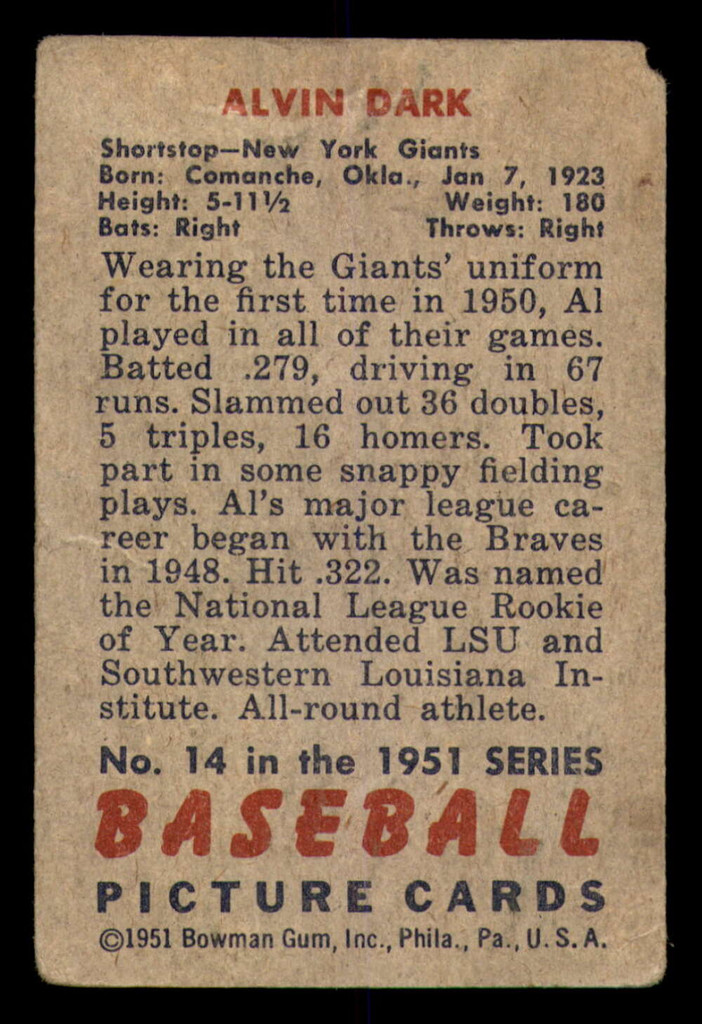 ALVIN DARK
Shortstop—New York Giants
Born: Comanche, Okla., Jan 7, 1923
Height: 5-11½ Weight: 180
Bats: Right Throws: Right
Wearing the Giants' uniform
for the first time in 1950, Al
played in all of their games.
Batted .279, driving in 67
runs. Slammed out 36 doubles,
5 triples, 16 homers. Took
part in some snappy fielding
plays. Al's major league ca-
reer began with the Braves
in 1948. Hit .322. Was named
the National League Rookie
of Year. Attended LSU and
Southwestern Louisiana In-
stitute. All-round athlete.
No. 14 in the 1951 SERIES
BASEBALL
PICTURE CARDS
©1951 Bowman Gum, Inc., Phila., Pa., U. S. A.